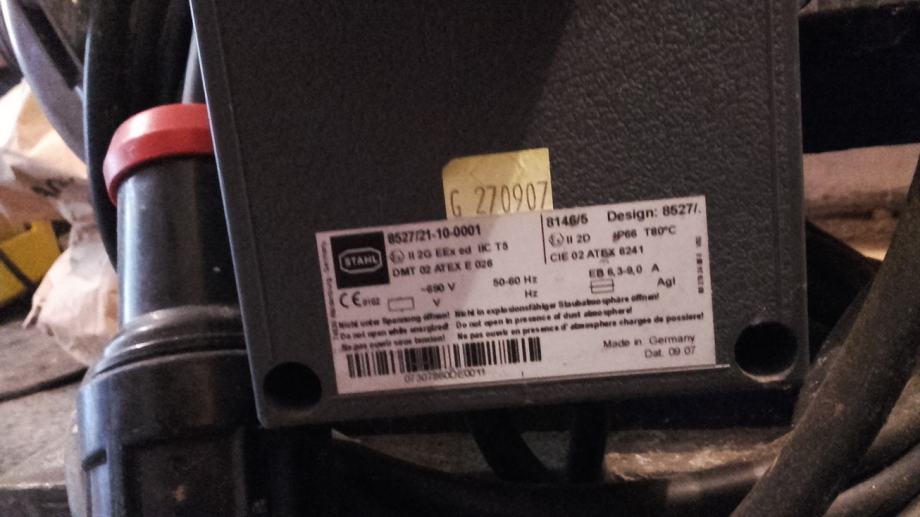 G 270907
STAHL
8527/21-10-0001
II 2G EEx ed IIC T5
DMT 02 ATEX E 026
8146/5 Design: 8527/.
II 2D IP66 T80°C
CIE 02 ATEX 6241
~690 V 50-60 Hz
EB 6,3-9,0 A
CE 0102 V Hz AgI
Nicht unter Spannung öffnen! Nicht in explosionsfähiger Staubatmosphäre öffnen!
Do not open while energized! Do not open in presence of dust atmosphere!
Ne pas ouvrir sous tension! Ne pas ouvrir en presence d' atmosphere charges de possiere!
Made in Germany
Dat. 09.07